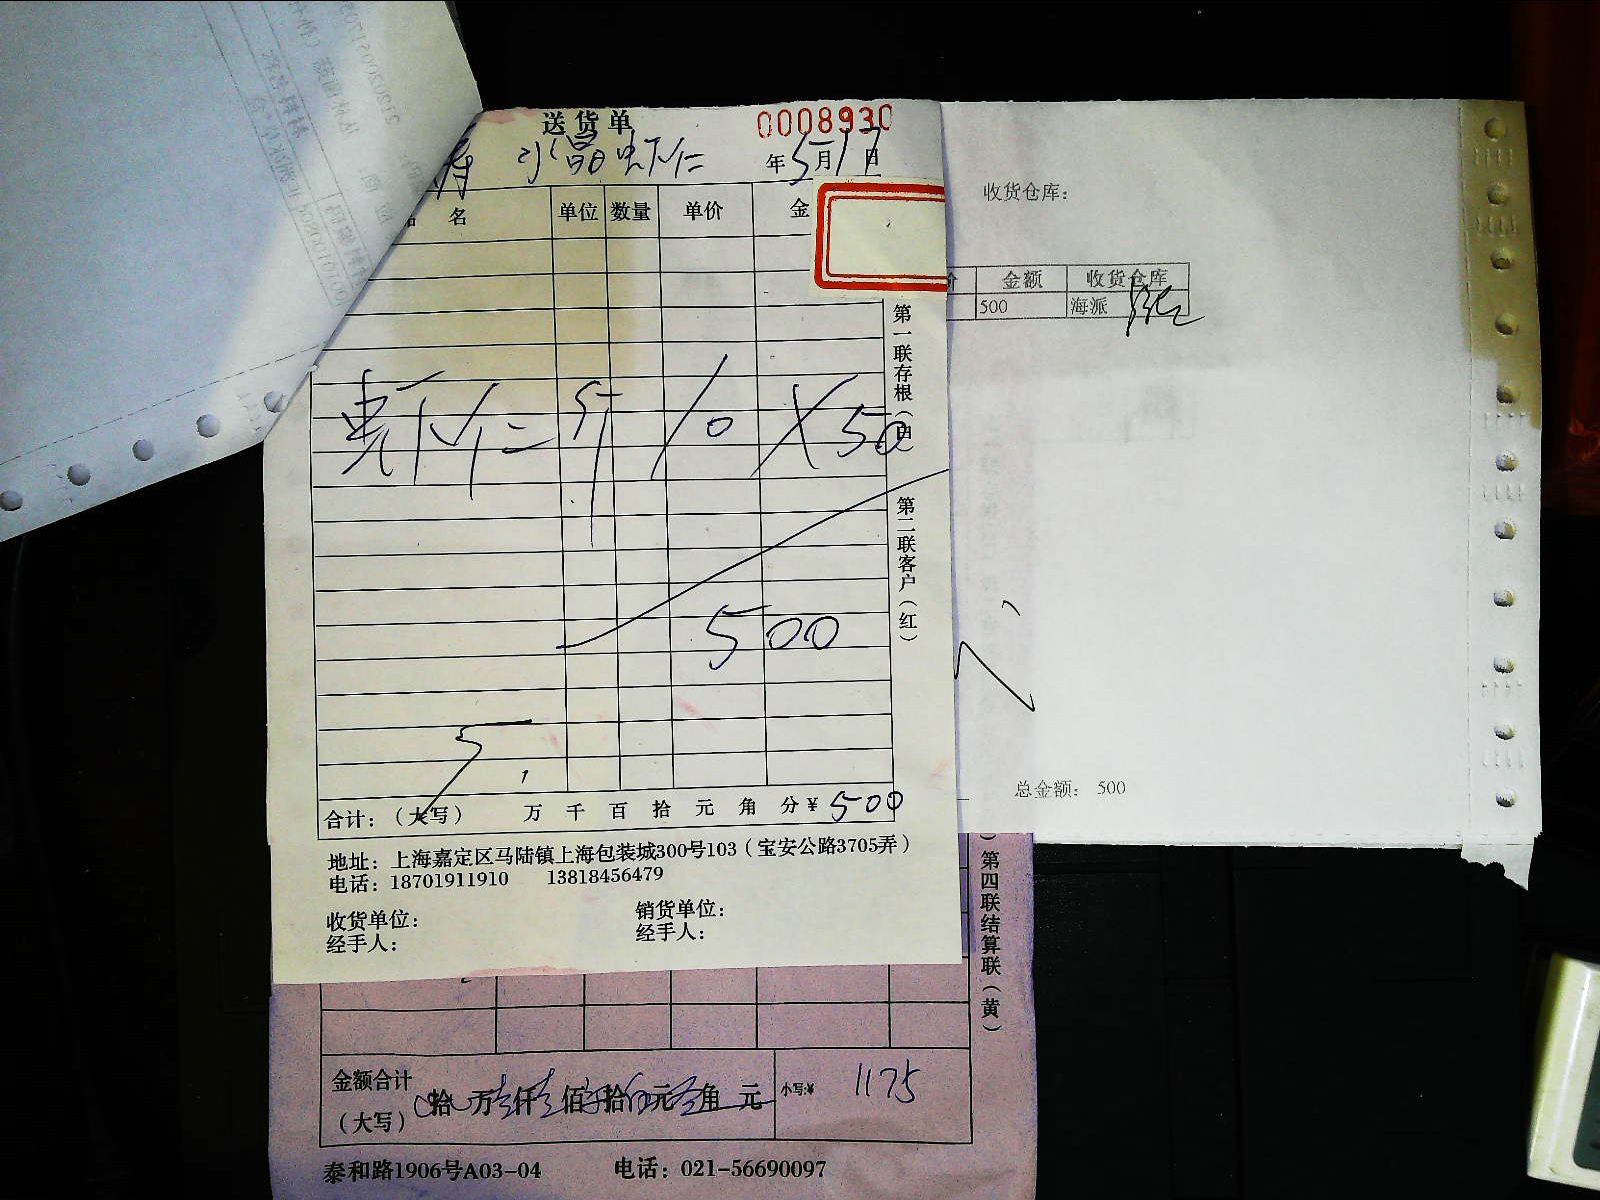 送货单
0008930
水晶虾仁
年5月17日
名 单位 数量 单价 金
虾仁 斤 10 X 50
500
合计：（大写） 万 千 百 拾 元 角 分 ¥ 500
地址：上海嘉定区马陆镇上海包装城300号103（宝安公路3705弄）
电话：18701911910 13818456479
收货单位： 销货单位：
经手人： 经手人：
第一联存根（白）
第二联客户（红）
收货仓库：
价 金额 收货仓库
500 海派
总金额： 500
第四联结算联（黄）
金额合计
（大写） 拾 万 仟 佰 拾 元 角 元 小写:¥ 1175
泰和路1906号A03-04 电话：021-56690097